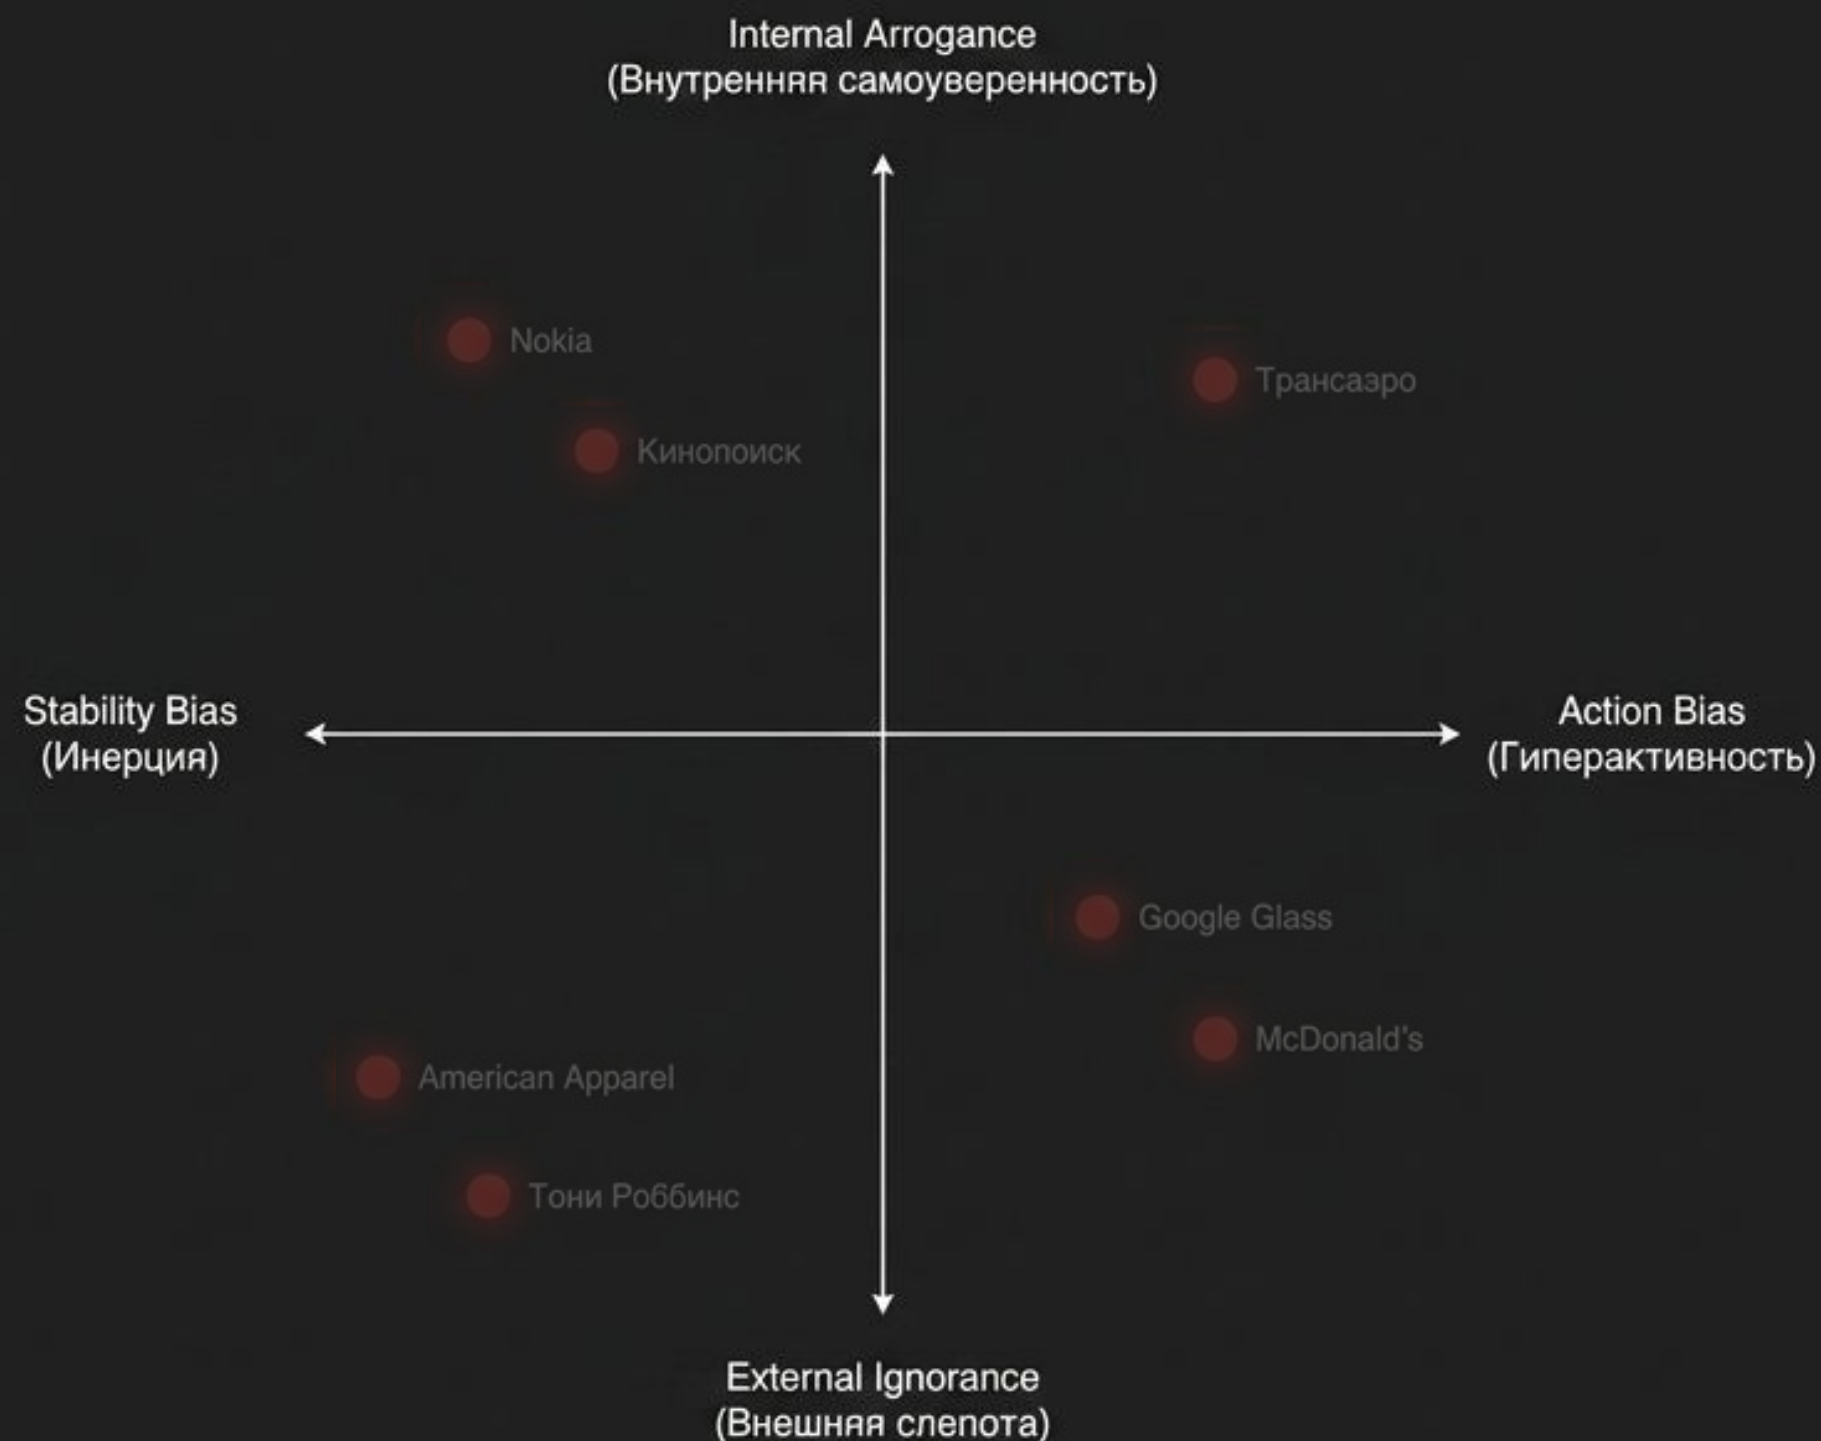 Internal Arrogance
(Внутренняя самоуверенность)
Nokia
Трансаэро
Кинопоиск
Stability Bias
(Инерция)
Action Bias
(Гиперактивность)
Google Glass
McDonald's
American Apparel
Тони Роббинс
External Ignorance
(Внешняя слепота)